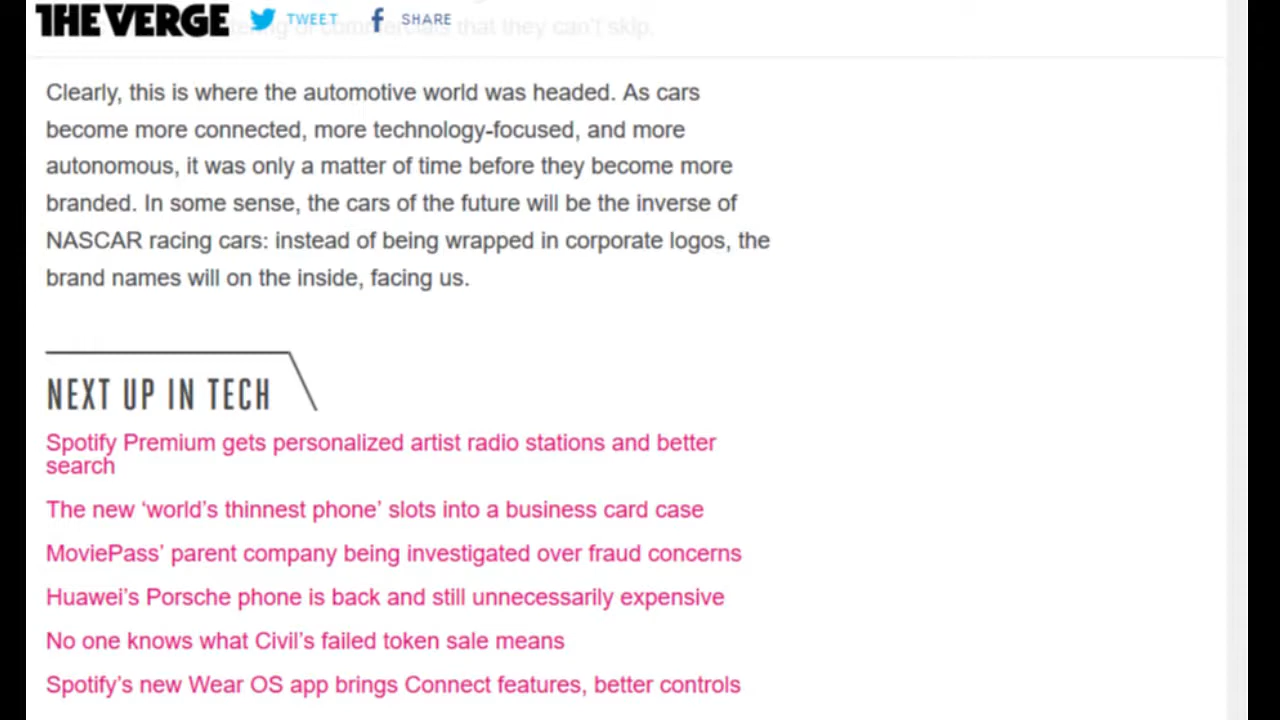 THE VERGE TWEET SHARE
that they can't skip.
Clearly, this is where the automotive world was headed. As cars
become more connected, more technology-focused, and more
autonomous, it was only a matter of time before they become more
branded. In some sense, the cars of the future will be the inverse of
NASCAR racing cars: instead of being wrapped in corporate logos, the
brand names will on the inside, facing us.
NEXT UP IN TECH
Spotify Premium gets personalized artist radio stations and better
search
The new ‘world’s thinnest phone’ slots into a business card case
MoviePass’ parent company being investigated over fraud concerns
Huawei’s Porsche phone is back and still unnecessarily expensive
No one knows what Civil’s failed token sale means
Spotify’s new Wear OS app brings Connect features, better controls